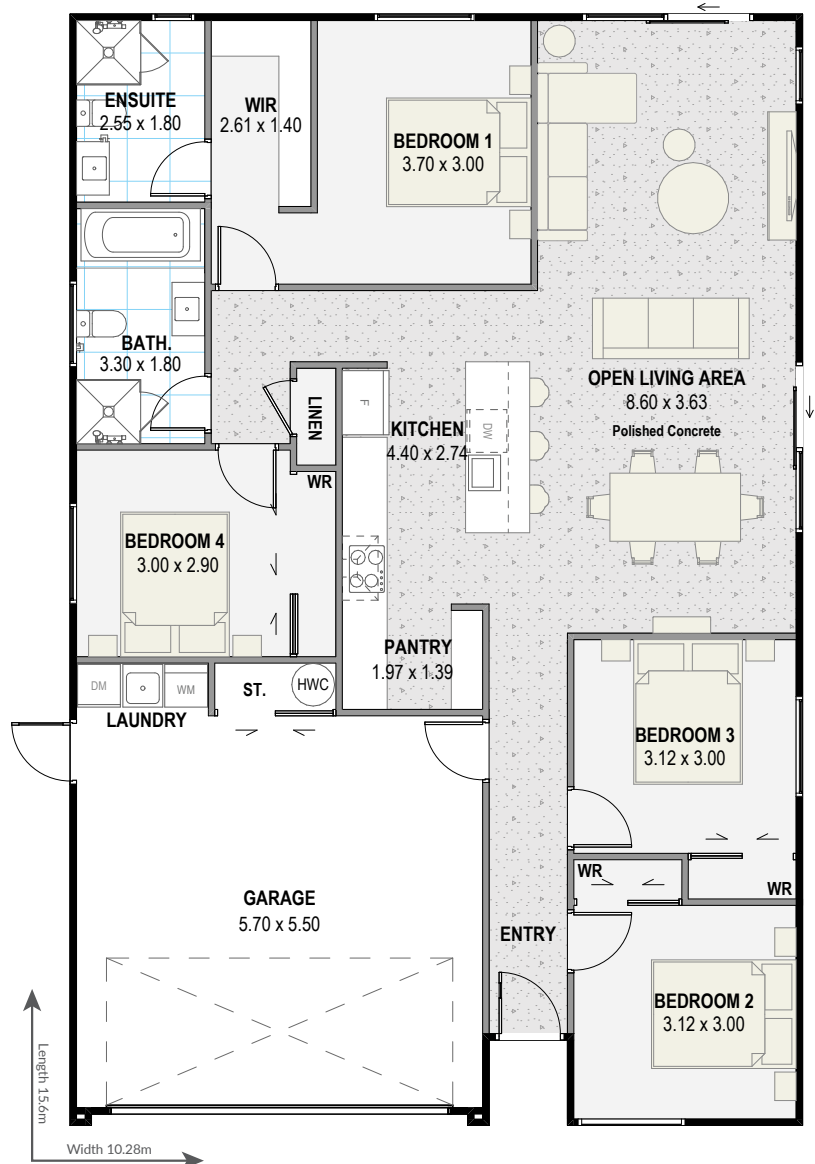 ENSUITE
2.55 x 1.80
WIR
2.61 x 1.40
BEDROOM 1
3.70 x 3.00
BATH.
3.30 x 1.80
LINEN
F
KITCHEN
4.40 x 2.74
DW
OPEN LIVING AREA
8.60 x 3.63
Polished Concrete
WR
BEDROOM 4
3.00 x 2.90
PANTRY
1.97 x 1.39
DM
WM
LAUNDRY
ST.
HWC
BEDROOM 3
3.12 x 3.00
WR
WR
GARAGE
5.70 x 5.50
ENTRY
BEDROOM 2
3.12 x 3.00
Length 15.6m
Width 10.28m